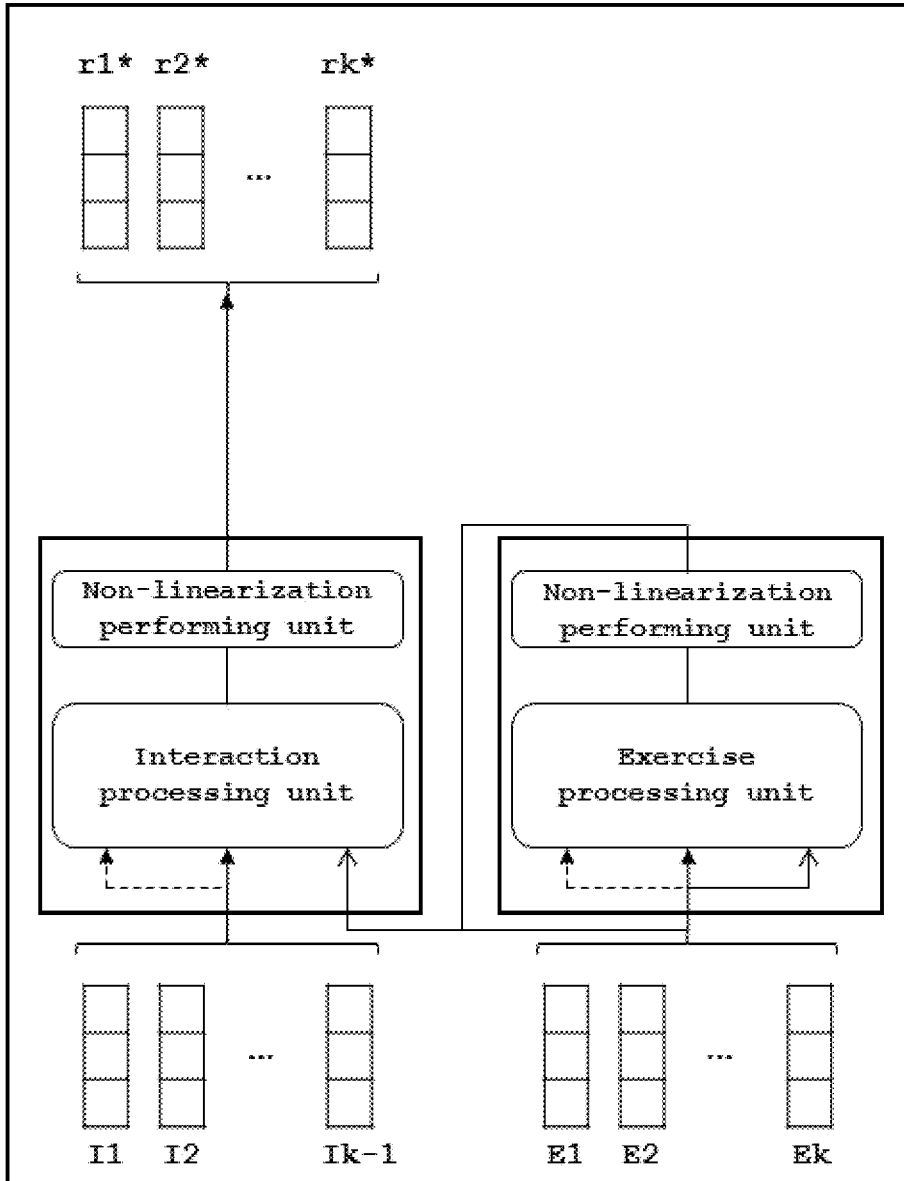 r1* r2* ... rk*
Non-linearization
performing unit
Interaction
processing unit
Non-linearization
performing unit
Exercise
processing unit
... ...
I1 I2 Ik-1 E1 E2 Ek